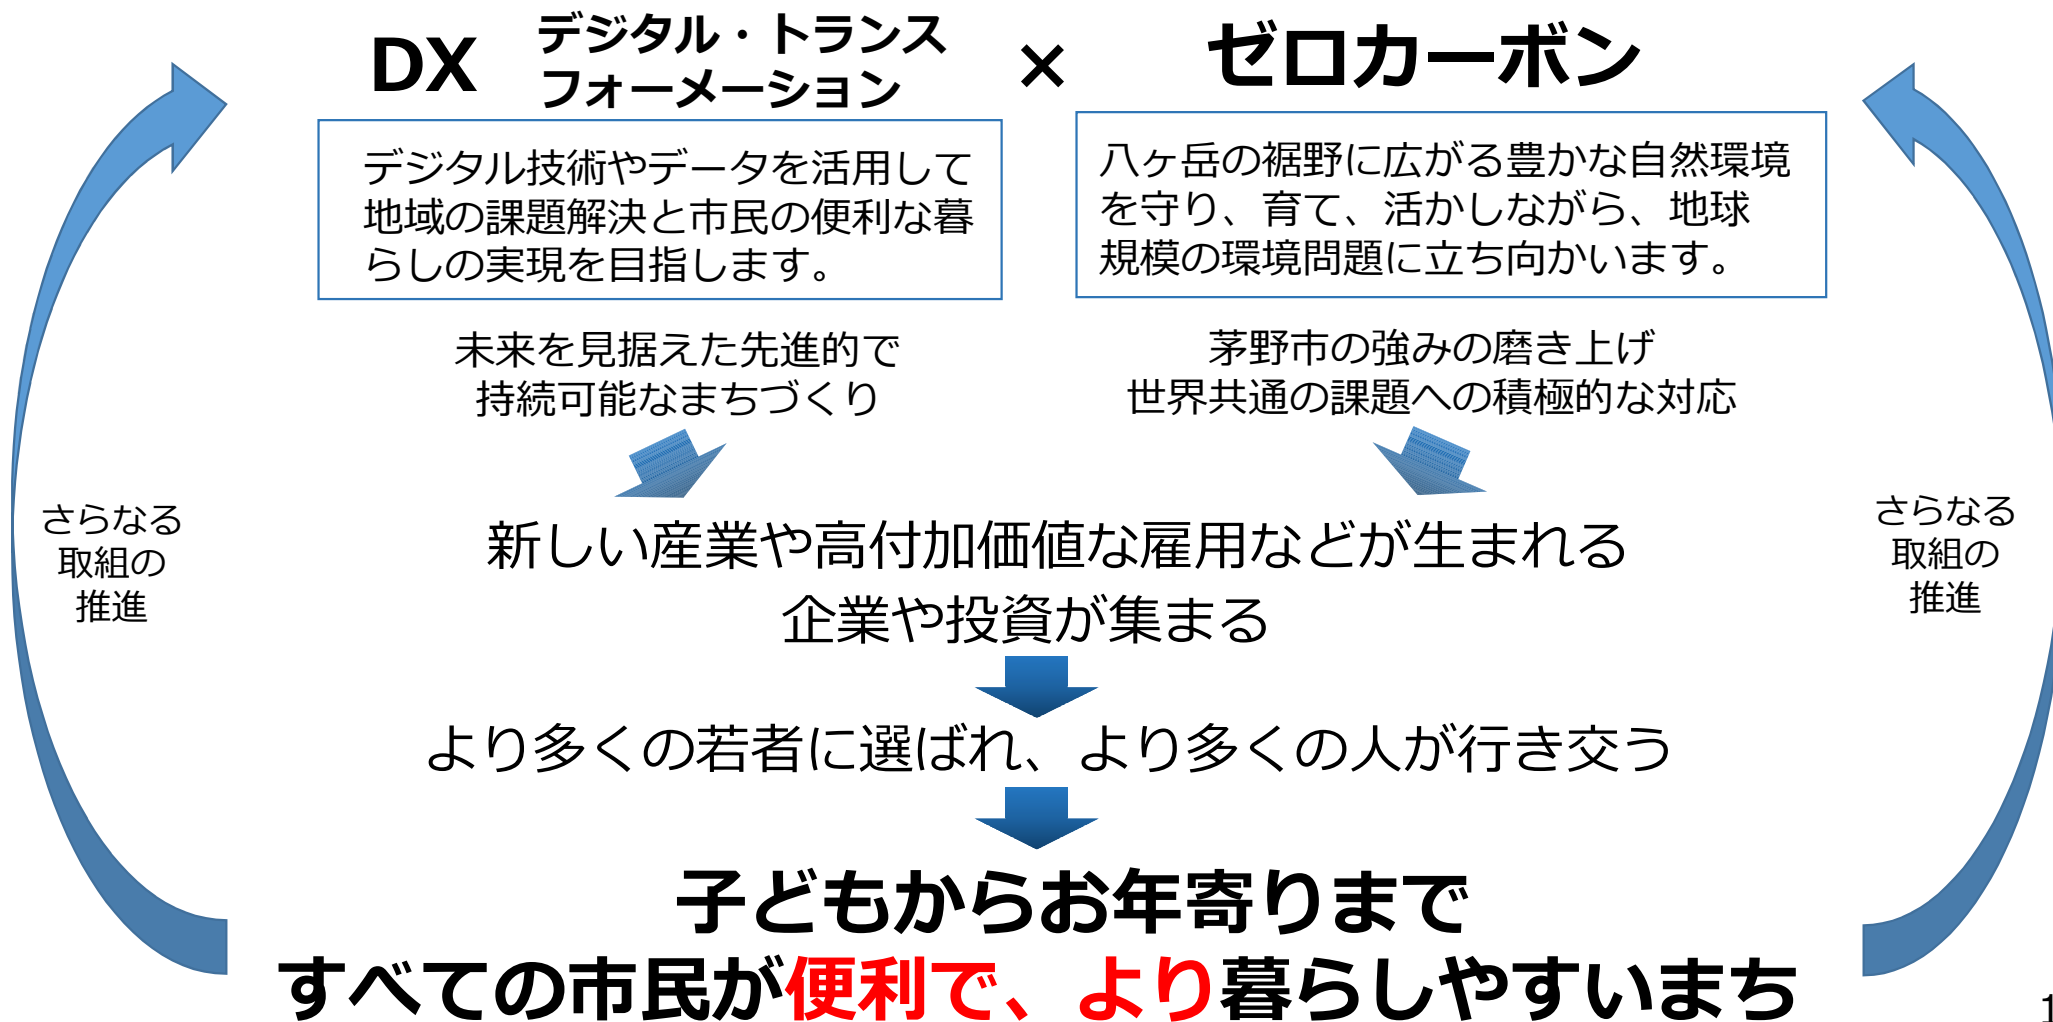 DX デジタル・トランス
フォーメーション
×
ゼロカーボン
デジタル技術やデータを活用して
地域の課題解決と市民の便利な暮
らしの実現を目指します。
八ヶ岳の裾野に広がる豊かな自然環境
を守り、育て、活かしながら、地球
規模の環境問題に立ち向かいます。
未来を見据えた先進的で
持続可能なまちづくり
茅野市の強みの磨き上げ
世界共通の課題への積極的な対応
さらなる
取組の
推進
新しい産業や高付加価値な雇用などが生まれる
企業や投資が集まる
さらなる
取組の
推進
より多くの若者に選ばれ、より多くの人が行き交う
子どもからお年寄りまで
すべての市民が便利で、より暮らしやすいまち
1